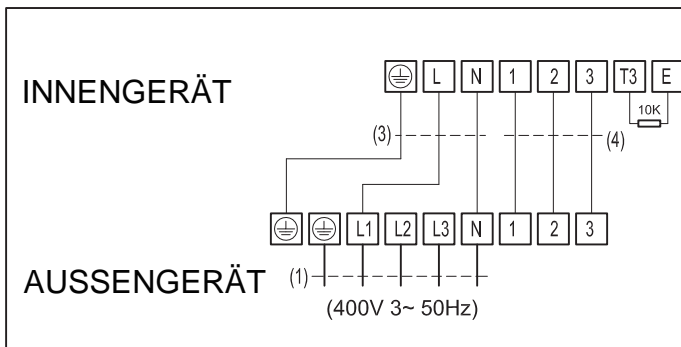 INNENGERÄT
L N 1 2 3 T3 E
10K
(3) (4)
L1 L2 L3 N 1 2 3
AUSSENGERÄT (1)
(400V 3~ 50Hz)